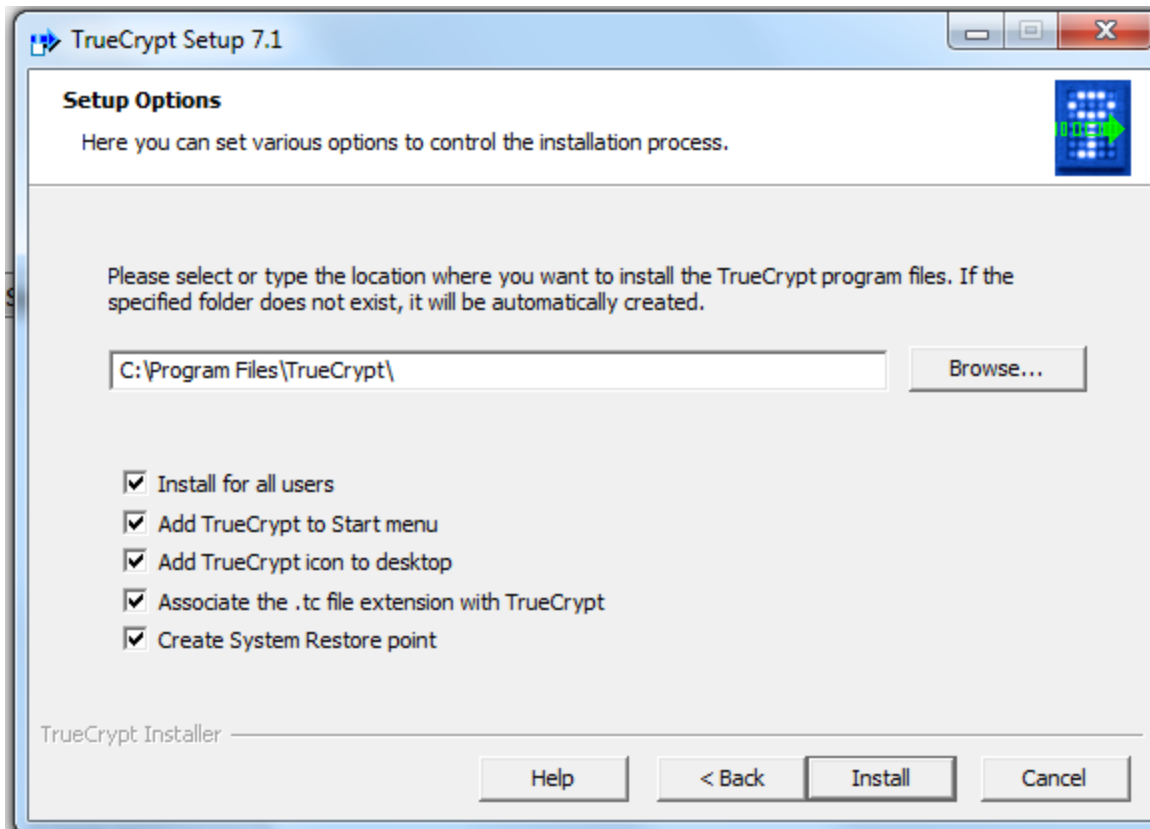 TrueCrypt Setup 7.1
Setup Options
Here you can set various options to control the installation process.
Please select or type the location where you want to install the TrueCrypt program files. If the
specified folder does not exist, it will be automatically created.
C:\Program Files\TrueCrypt\
Browse...
Install for all users
Add TrueCrypt to Start menu
Add TrueCrypt icon to desktop
Associate the .tc file extension with TrueCrypt
Create System Restore point
TrueCrypt Installer
Help
< Back
Install
Cancel